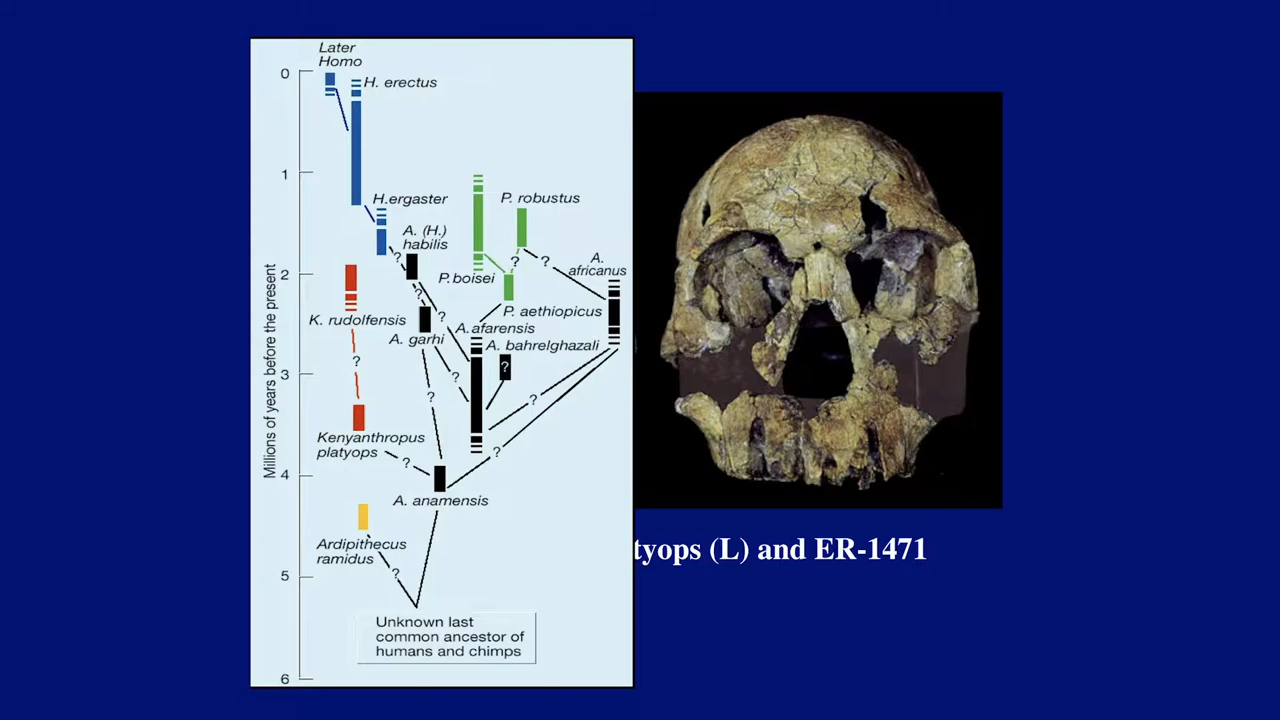 Later
Homo
0
H. erectus
1
H.ergaster
P. robustus
A. (H.)
habilis
?
?
?
A.
africanus
2
P.boisei
?
K. rudolfensis
P. aethiopicus
?
A. garhi
A.afarensis
A. bahrelghazali
?
?
3
?
?
?
Kenyanthropus
platyops
?
?
4
A. anamensis
Ardipithecus
ramidus
?
5
Unknown last
common ancestor of
humans and chimps
6
Millions of years before the present
tyops (L) and ER-1471